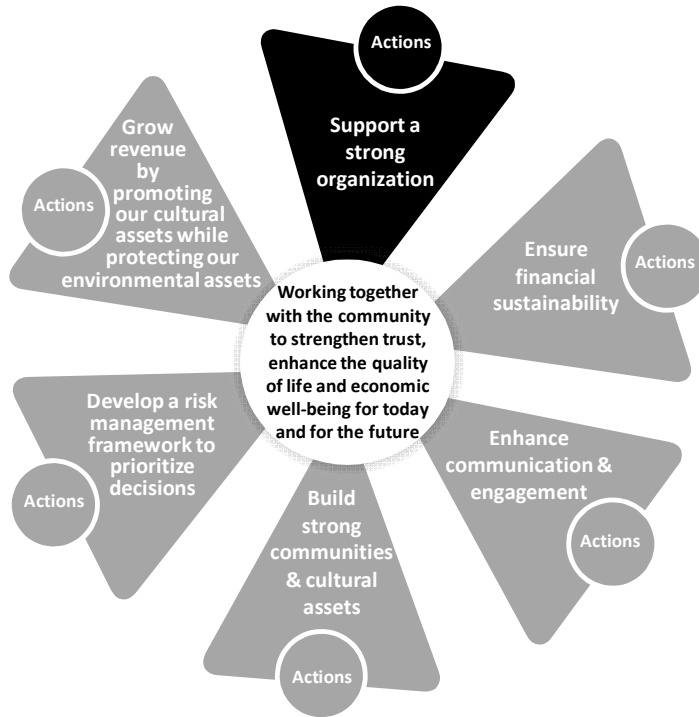 Actions
Support a
strong
organization
Actions
Ensure
financial
sustainability
Enhance
communication &
engagement
Actions
Build
strong
communities
& cultural
assets
Actions
Develop a risk
management
framework to
prioritize
decisions
Actions
Grow
revenue
by
promoting
our cultural
assets while
protecting our
environmental assets
Actions
Working together
with the community
to strengthen trust,
enhance the quality
of life and economic
well-being for today
and for the future